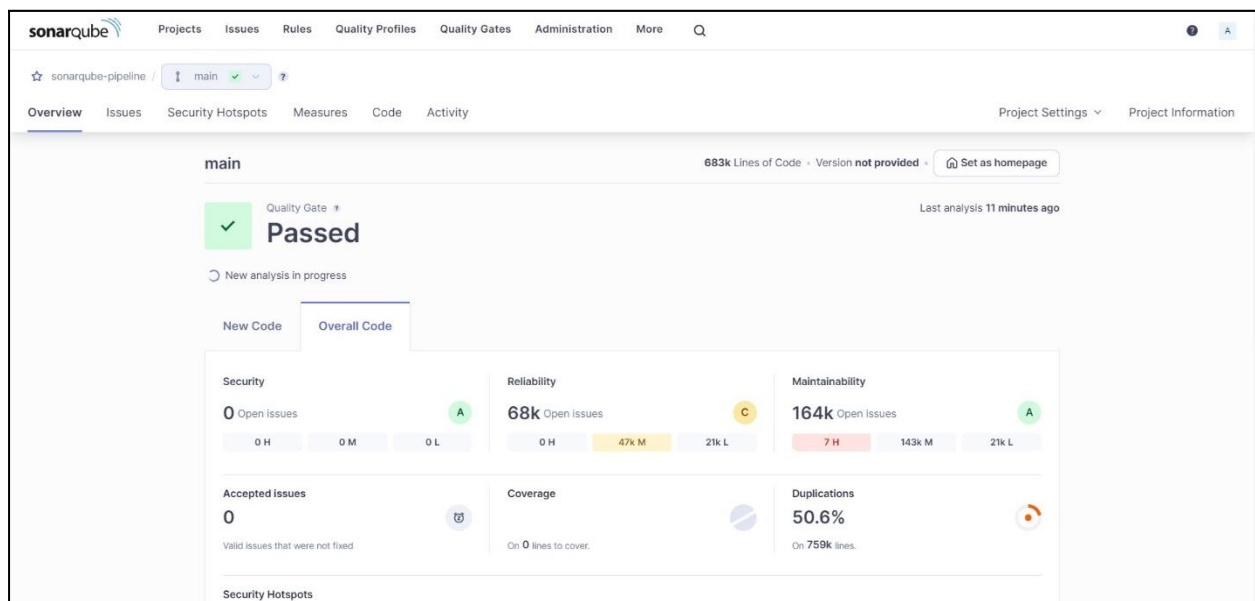 sonarqube Projects Issues Rules Quality Profiles Quality Gates Administration More ? A
sonarqube-pipeline / main ?
Overview Issues Security Hotspots Measures Code Activity Project Settings Project Information
main 683k Lines of Code • Version not provided • Set as homepage
Quality Gate ? Last analysis 11 minutes ago
Passed
New analysis in progress
New Code Overall Code
Security Reliability Maintainability
0 Open issues A 68k Open issues C 164k Open issues A
0 H 0 M 0 L 0 H 47k M 21k L 7 H 143k M 21k L
Accepted issues Coverage Duplications
0 50.6%
Valid issues that were not fixed On 0 lines to cover. On 759k lines.
Security Hotspots